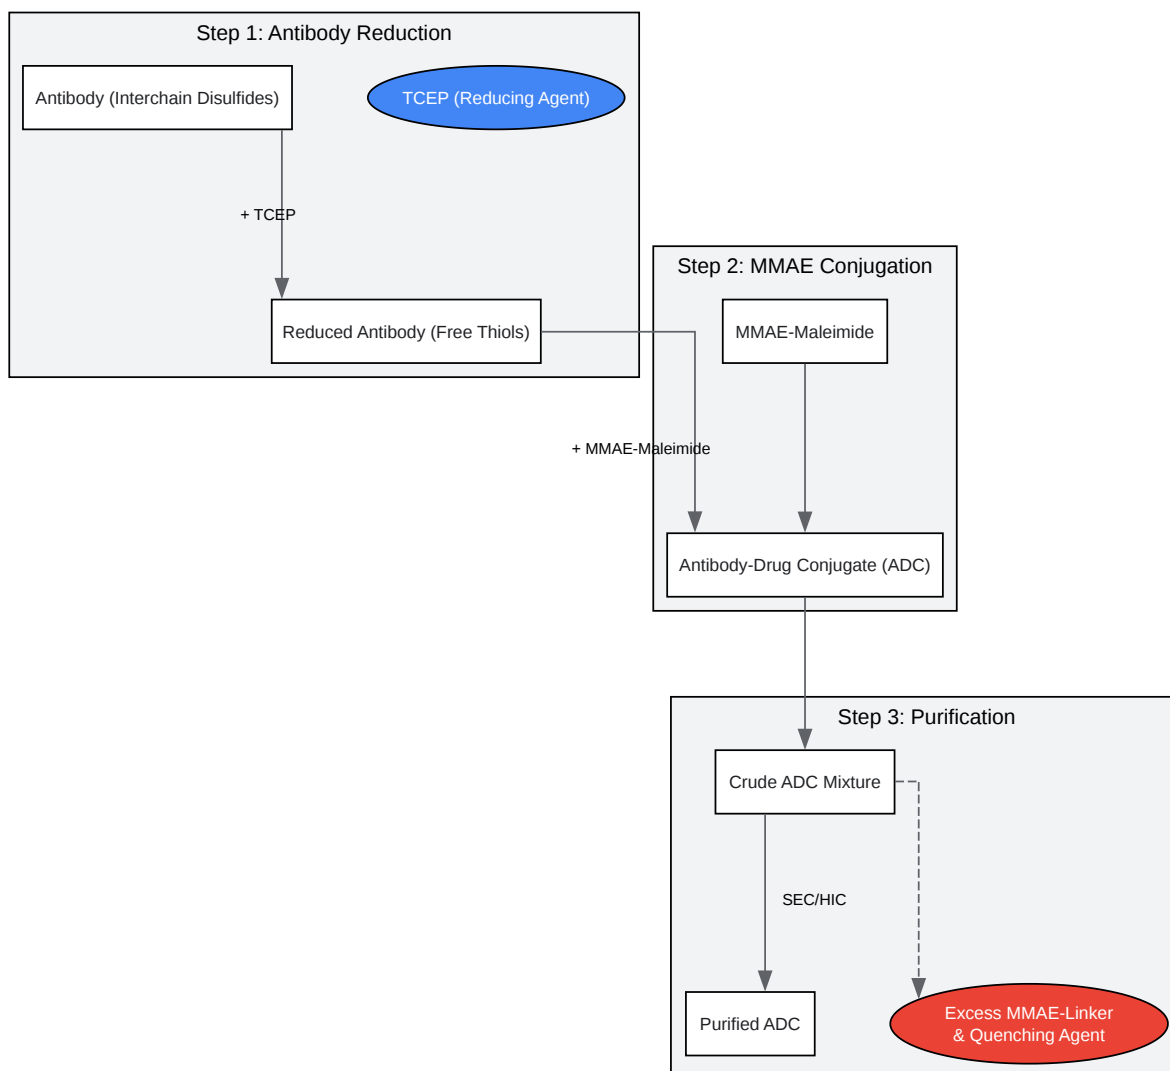 Step 1: Antibody Reduction
Antibody (Interchain Disulfides)
TCEP (Reducing Agent)
+ TCEP
Reduced Antibody (Free Thiols)
Step 2: MMAE Conjugation
MMAE-Maleimide
+ MMAE-Maleimide
Antibody-Drug Conjugate (ADC)
Step 3: Purification
Crude ADC Mixture
SEC/HIC
Purified ADC
Excess MMAE-Linker
& Quenching Agent